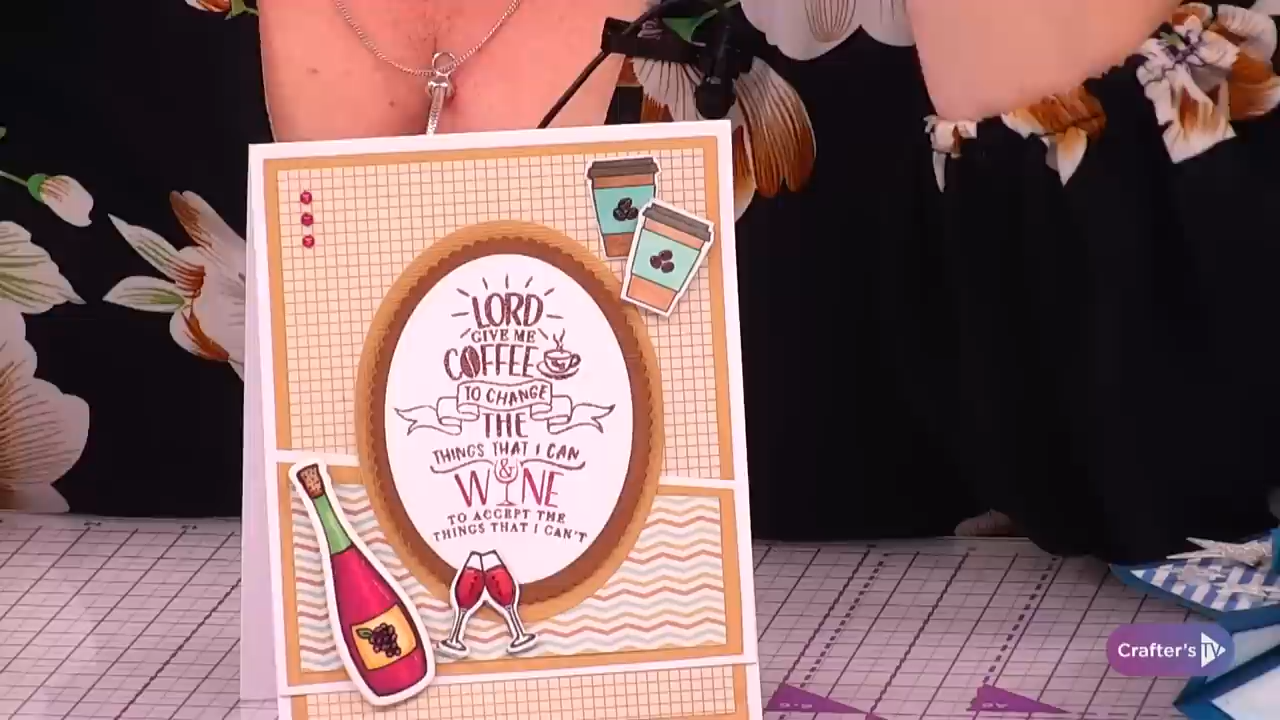 LORD
GIVE ME
COFFEE
TO CHANGE
THE
THINGS THAT I CAN
&
WINE
TO ACCEPT THE
THINGS THAT I CAN'T
Crafter's TV